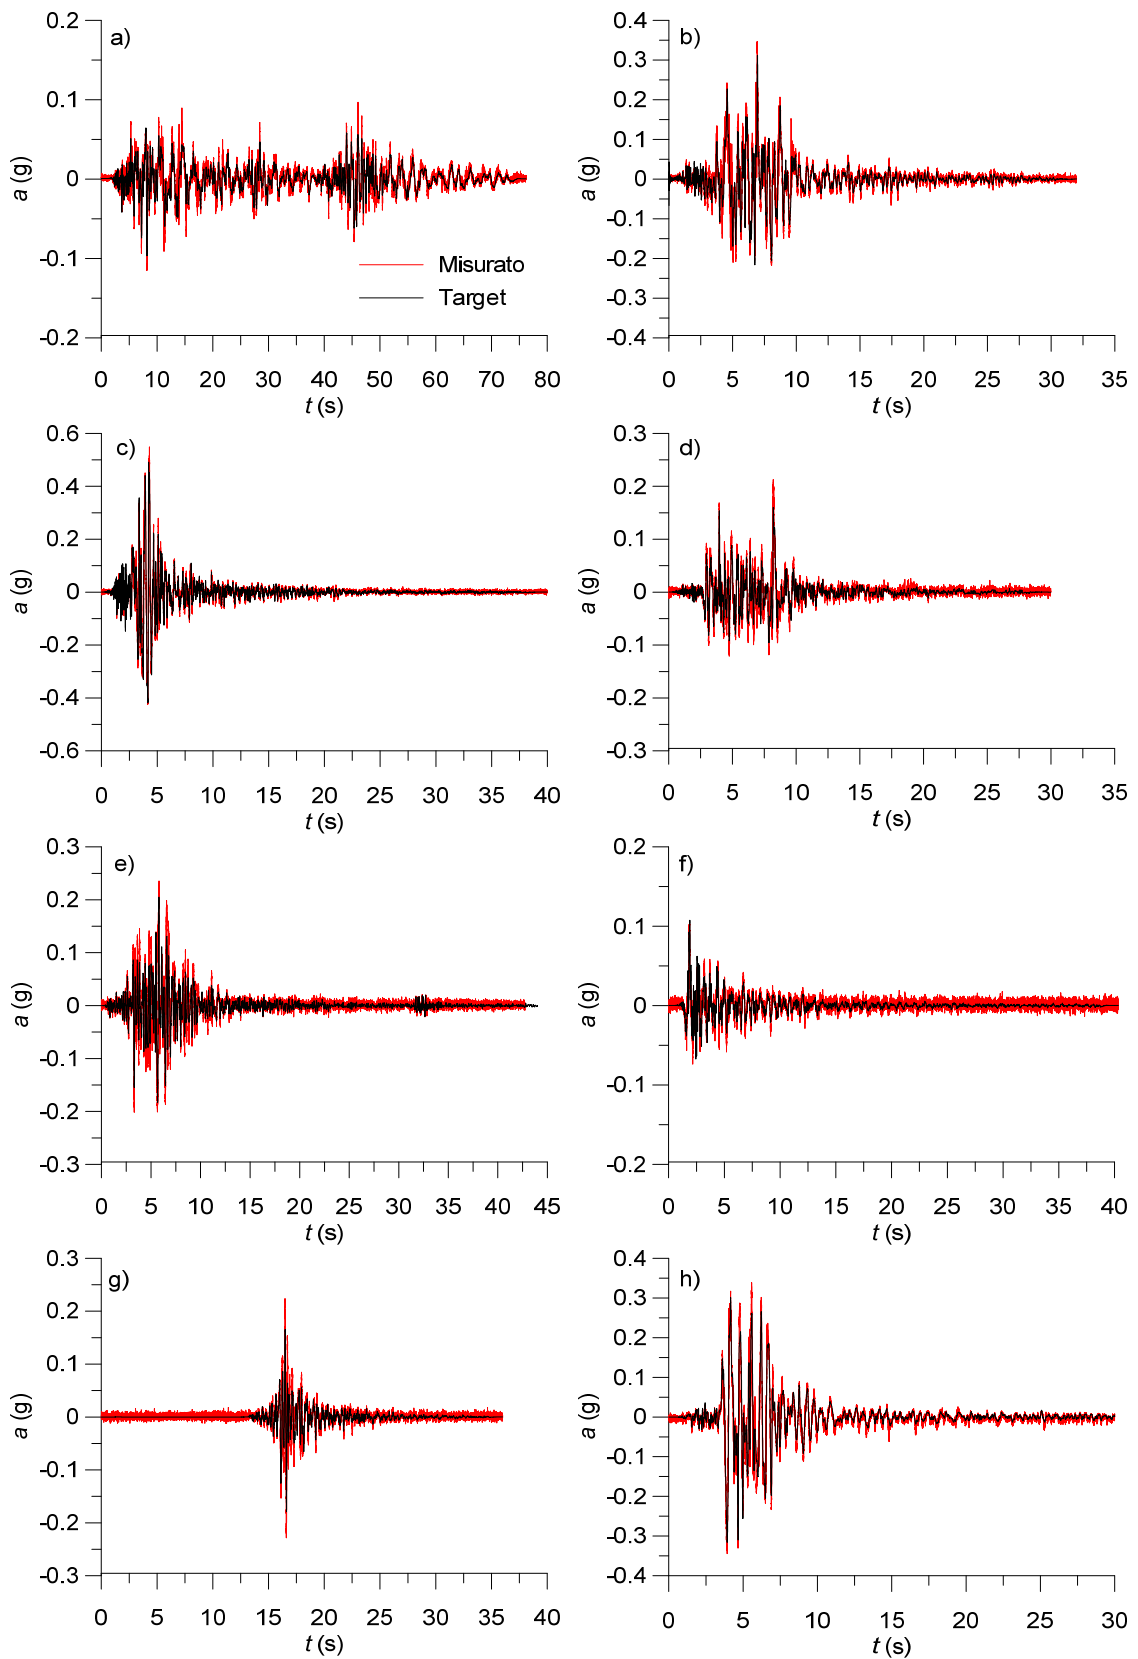 a)
0.2
0.1
0
-0.1
-0.2
a (g)
Misurato
Target
0 10 20 30 40 50 60 70 80
t (s)
b)
0.4
0.3
0.2
0.1
0
-0.1
-0.2
-0.3
-0.4
a (g)
0 5 10 15 20 25 30 35
t (s)
c)
0.6
0.4
0.2
0
-0.2
-0.4
-0.6
a (g)
0 5 10 15 20 25 30 35 40
t (s)
d)
0.3
0.2
0.1
0
-0.1
-0.2
-0.3
a (g)
0 5 10 15 20 25 30 35
t (s)
e)
0.3
0.2
0.1
0
-0.1
-0.2
-0.3
a (g)
0 5 10 15 20 25 30 35 40 45
t (s)
f)
0.2
0.1
0
-0.1
-0.2
a (g)
0 5 10 15 20 25 30 35 40
t (s)
g)
0.3
0.2
0.1
0
-0.1
-0.2
-0.3
a (g)
0 5 10 15 20 25 30 35 40
t (s)
h)
0.4
0.3
0.2
0.1
0
-0.1
-0.2
-0.3
-0.4
a (g)
0 5 10 15 20 25 30
t (s)